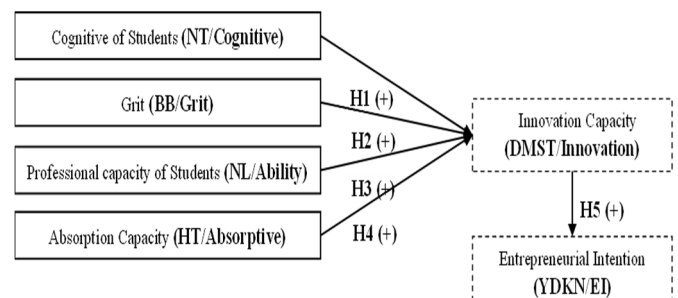 Cognitive of Students (NT/Cognitive)
Grit (BB/Grit)
Professional capacity of Students (NL/Ability)
Absorption Capacity (HT/Absorptive)
H1 (+)
H2 (+)
H3 (+)
H4 (+)
Innovation Capacity
(DMST/Innovation)
H5 (+)
Entrepreneurial Intention
(YDKN/EI)